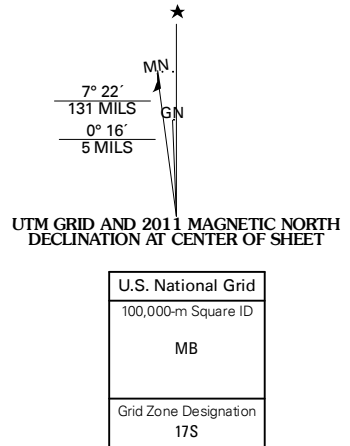 ★
MN
7° 22´
131 MILS
GN
0° 16´
5 MILS
UTM GRID AND 2011 MAGNETIC NORTH
DECLINATION AT CENTER OF SHEET
U.S. National Grid
100,000-m Square ID
MB
Grid Zone Designation
17S